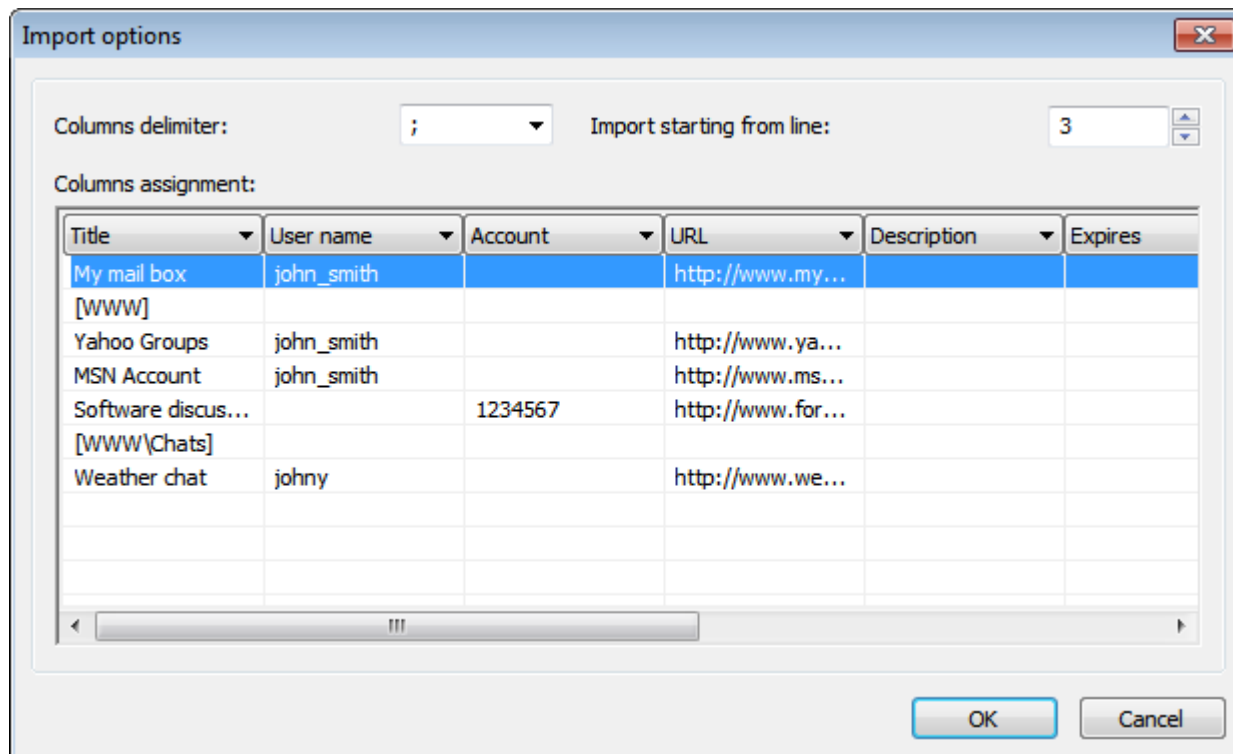 Import options
Columns delimiter: ; Import starting from line: 3
Columns assignment:
Title User name Account URL Description Expires
My mail box john_smith http://www.my...
[WWW]
Yahoo Groups john_smith http://www.ya...
MSN Account john_smith http://www.ms...
Software discus... 1234567 http://www.for...
[WWW\Chats]
Weather chat johny http://www.we...
OK Cancel